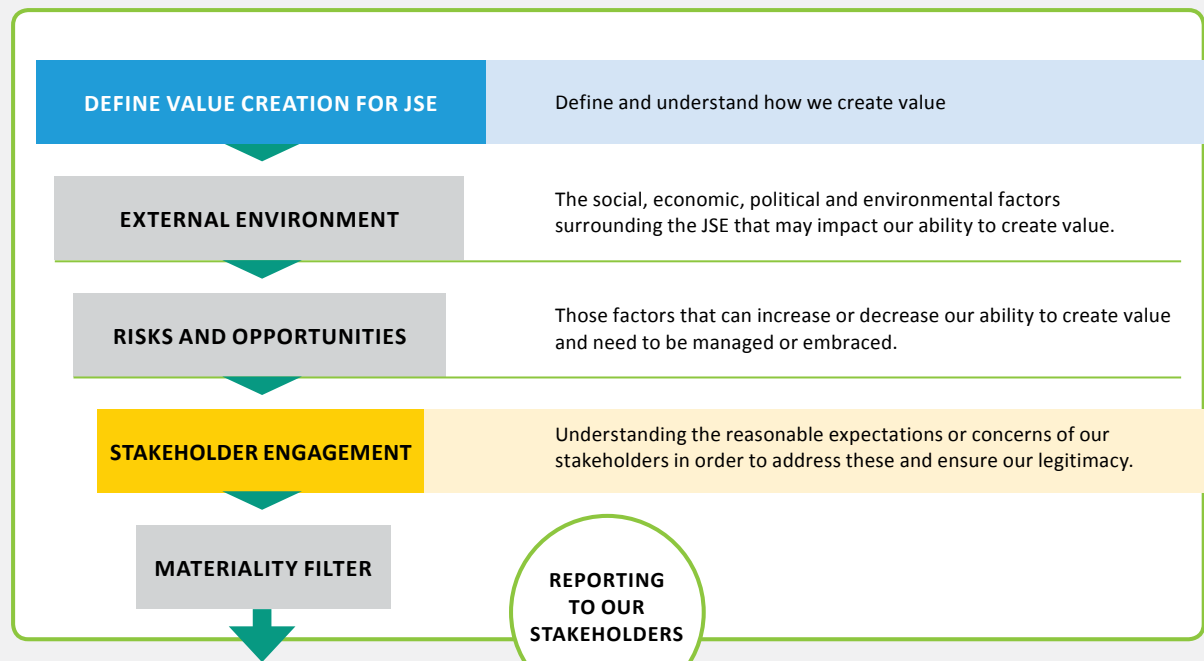 DEFINE VALUE CREATION FOR JSE
Define and understand how we create value
EXTERNAL ENVIRONMENT
The social, economic, political and environmental factors
surrounding the JSE that may impact our ability to create value.
RISKS AND OPPORTUNITIES
Those factors that can increase or decrease our ability to create value
and need to be managed or embraced.
STAKEHOLDER ENGAGEMENT
Understanding the reasonable expectations or concerns of our
stakeholders in order to address these and ensure our legitimacy.
MATERIALITY FILTER
REPORTING
TO OUR
STAKEHOLDERS